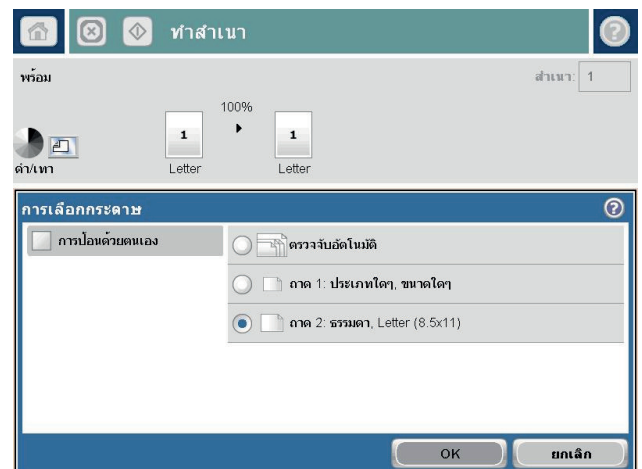 ทำสำเนา
พร้อม
สำเนา: 1
100%
1
1
ดำ/เทา
Letter
Letter
การเลือกกระดาษ
การป้อนด้วยตนเอง
ตรวจจับอัตโนมัติ
ถาด 1: ประเภทใดๆ, ขนาดใดๆ
ถาด 2: ธรรมดา, Letter (8.5x11)
OK
ยกเลิก